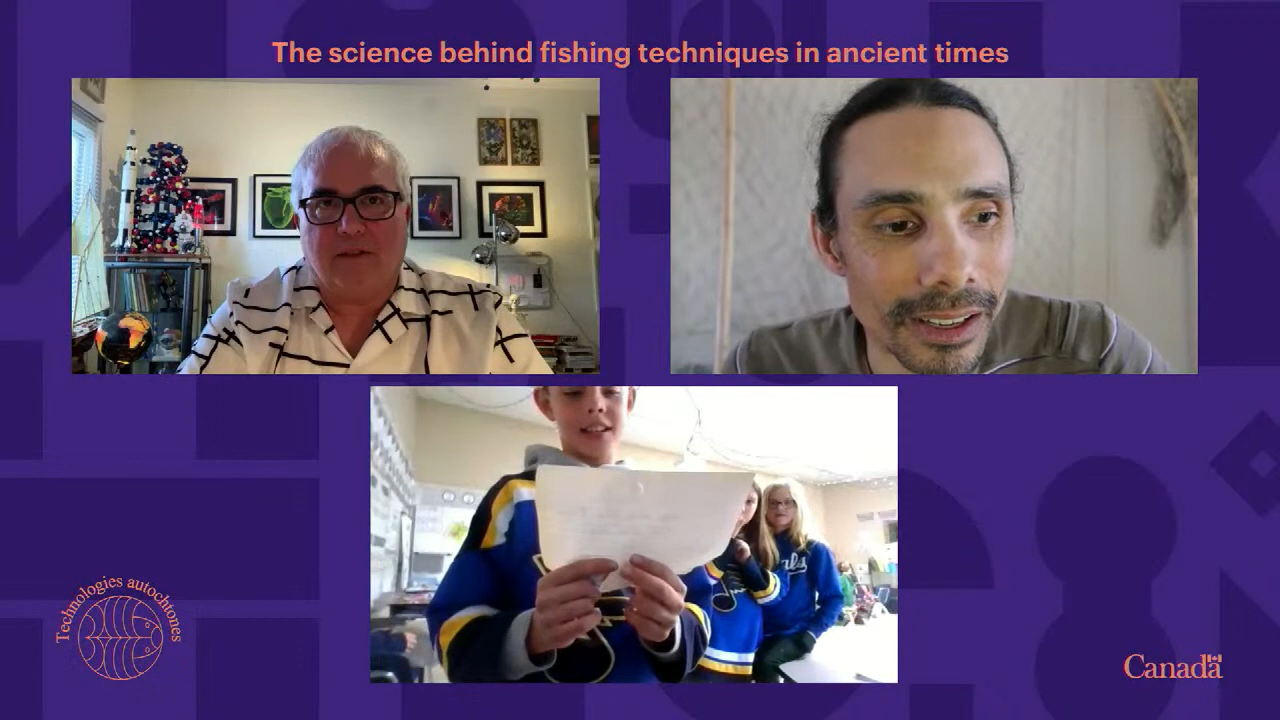 The science behind fishing techniques in ancient times
Technologies autochtones
Canada